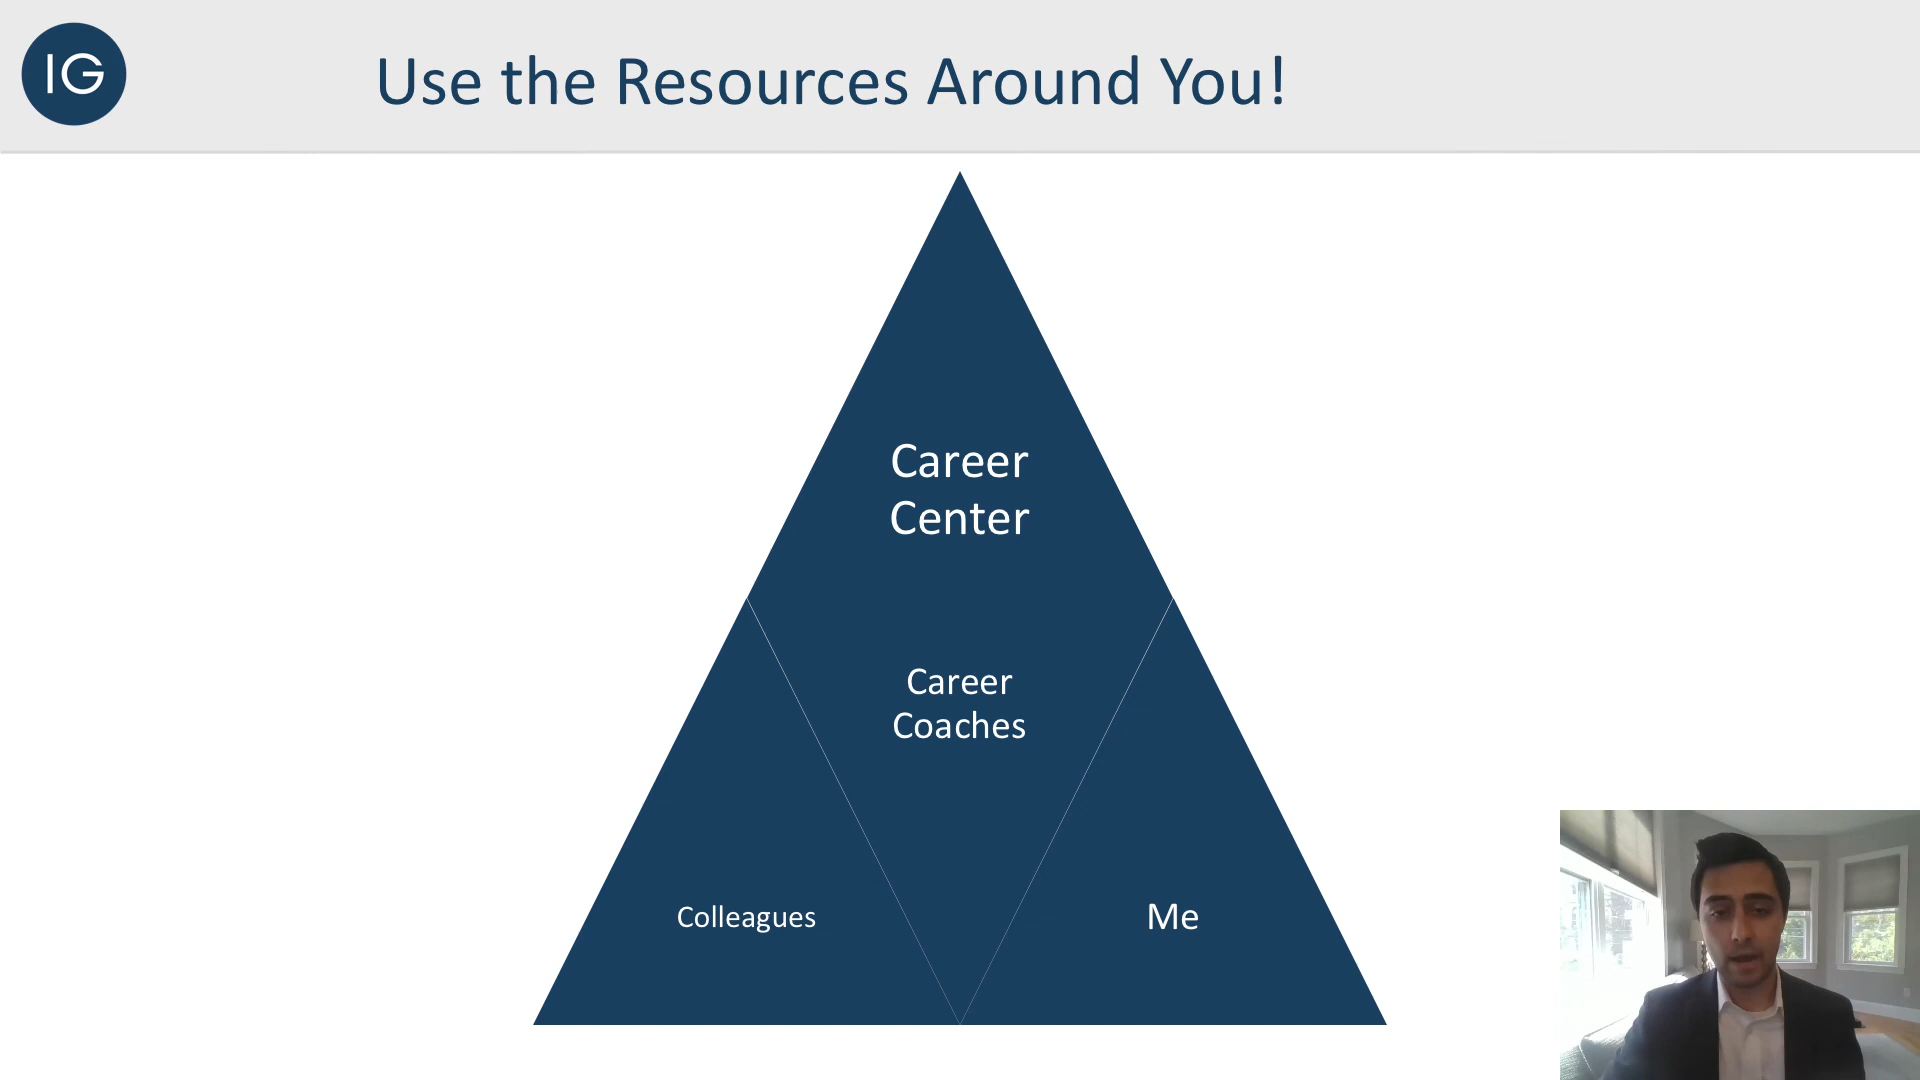 IG
Use the Resources Around You!
Career
Center
Career
Coaches
Colleagues
Me